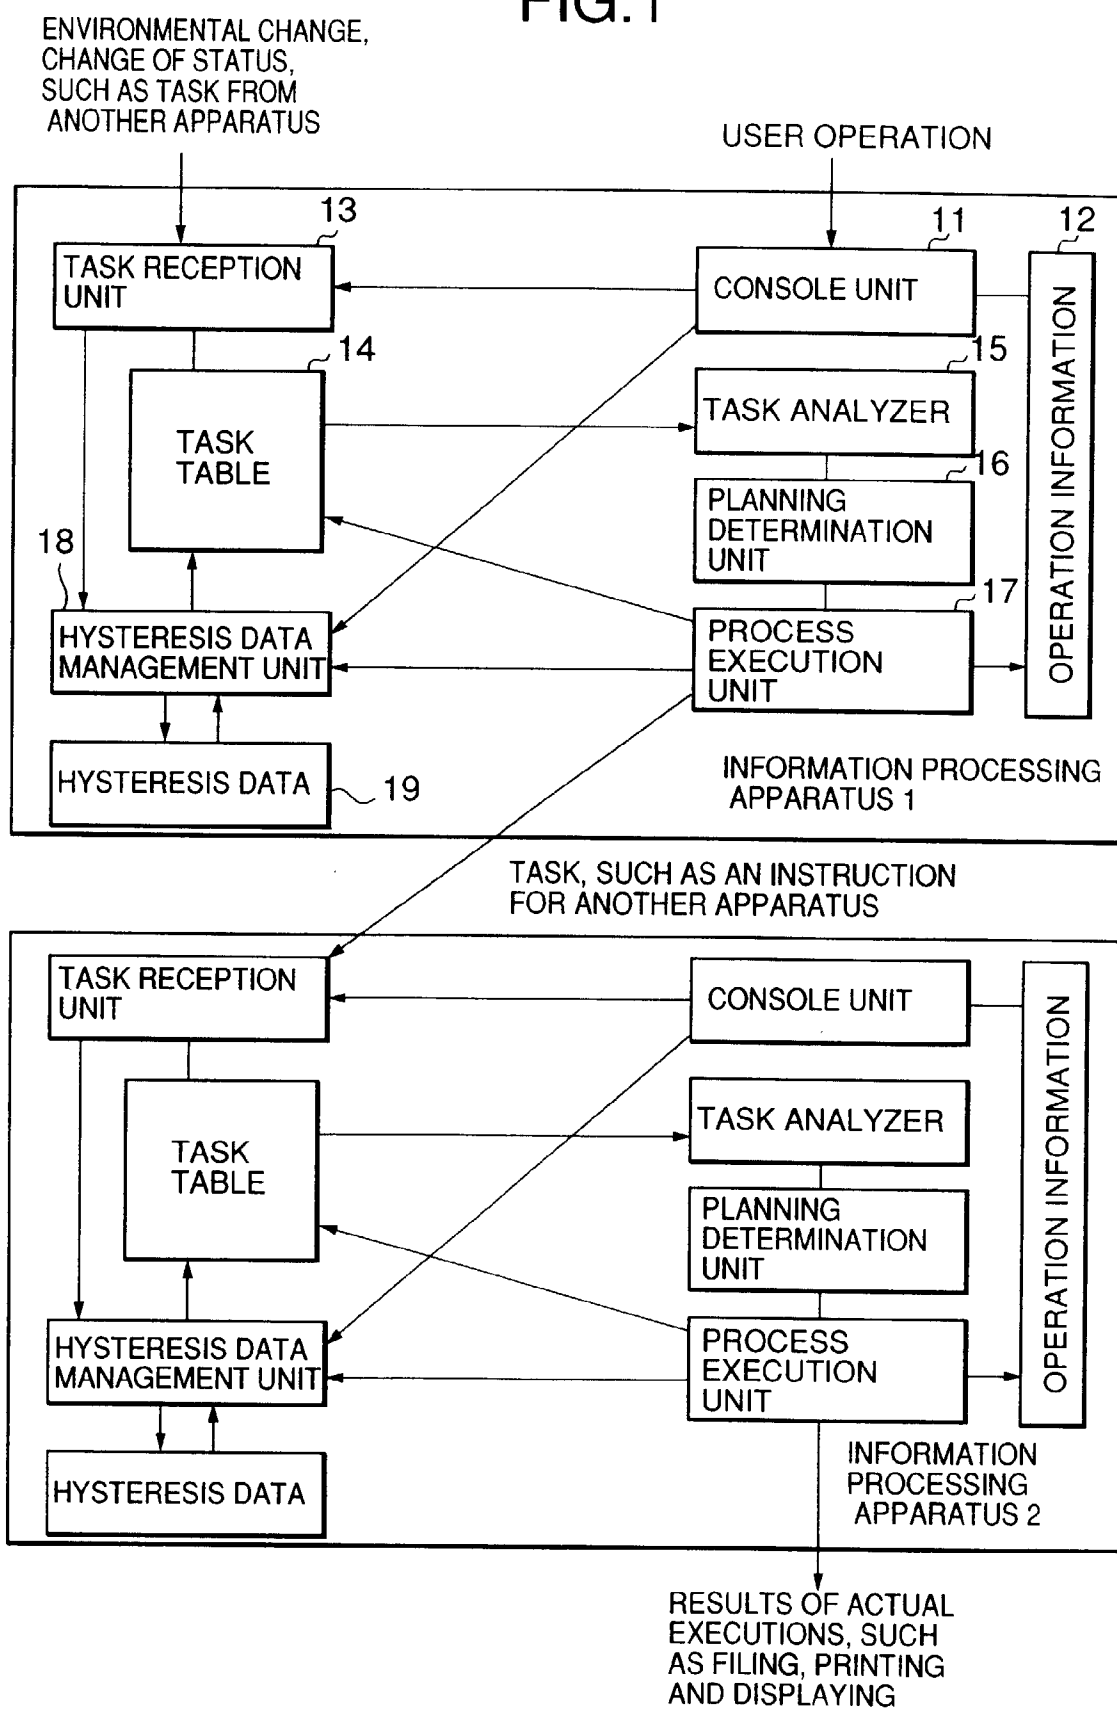 FIG.1
ENVIRONMENTAL CHANGE,
CHANGE OF STATUS,
SUCH AS TASK FROM
ANOTHER APPARATUS
USER OPERATION
13
TASK RECEPTION
UNIT
11
CONSOLE UNIT
12
OPERATION INFORMATION
14
TASK
TABLE
15
TASK ANALYZER
16
PLANNING
DETERMINATION
UNIT
18
HYSTERESIS DATA
MANAGEMENT UNIT
17
PROCESS
EXECUTION
UNIT
HYSTERESIS DATA
19
INFORMATION PROCESSING
APPARATUS 1
TASK, SUCH AS AN INSTRUCTION
FOR ANOTHER APPARATUS
TASK RECEPTION
UNIT
CONSOLE UNIT
OPERATION INFORMATION
TASK
TABLE
TASK ANALYZER
PLANNING
DETERMINATION
UNIT
HYSTERESIS DATA
MANAGEMENT UNIT
PROCESS
EXECUTION
UNIT
HYSTERESIS DATA
INFORMATION
PROCESSING
APPARATUS 2
RESULTS OF ACTUAL
EXECUTIONS, SUCH
AS FILING, PRINTING
AND DISPLAYING